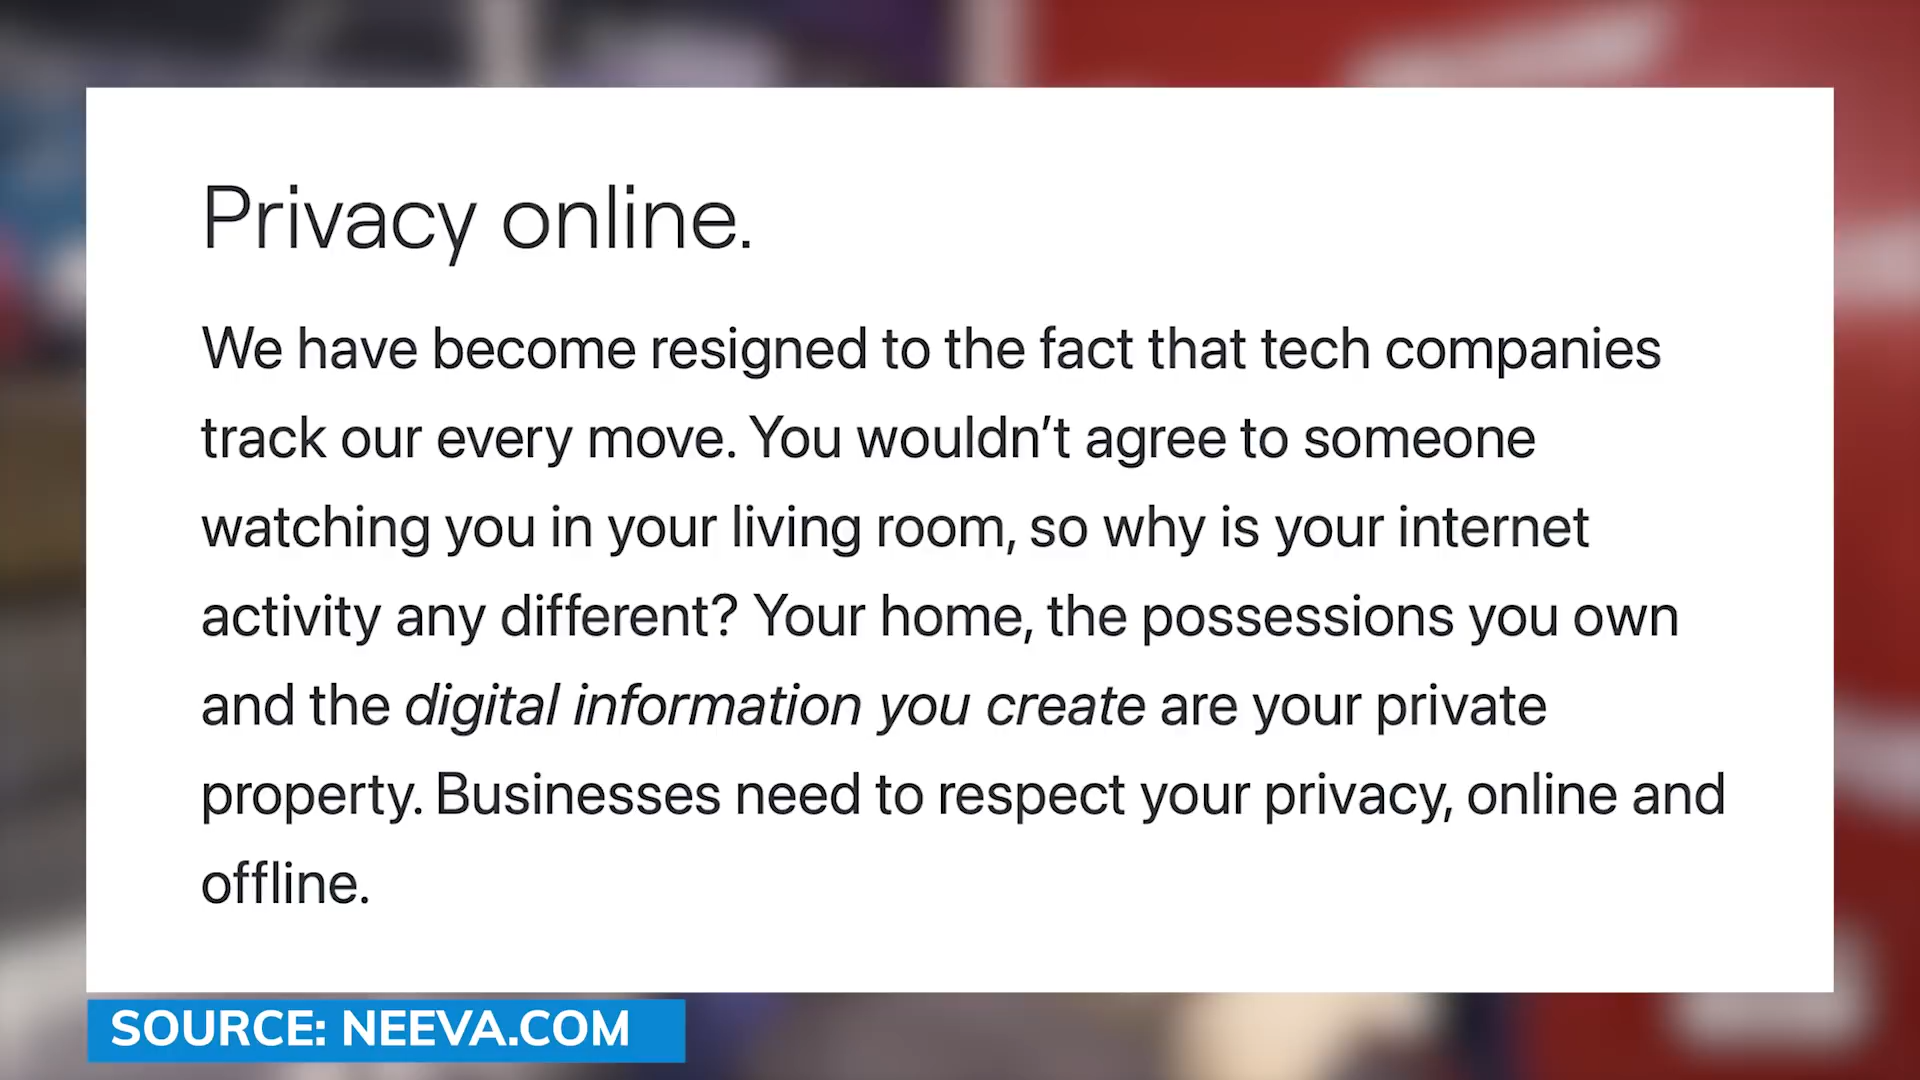 Privacy online.
We have become resigned to the fact that tech companies
track our every move. You wouldn’t agree to someone
watching you in your living room, so why is your internet
activity any different? Your home, the possessions you own
and the digital information you create are your private
property. Businesses need to respect your privacy, online and
offline.
SOURCE: NEEVA.COM